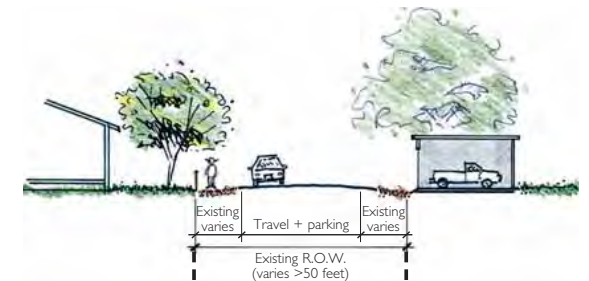 Existing
varies
Travel + parking
Existing
varies
Existing R.O.W.
(varies >50 feet)